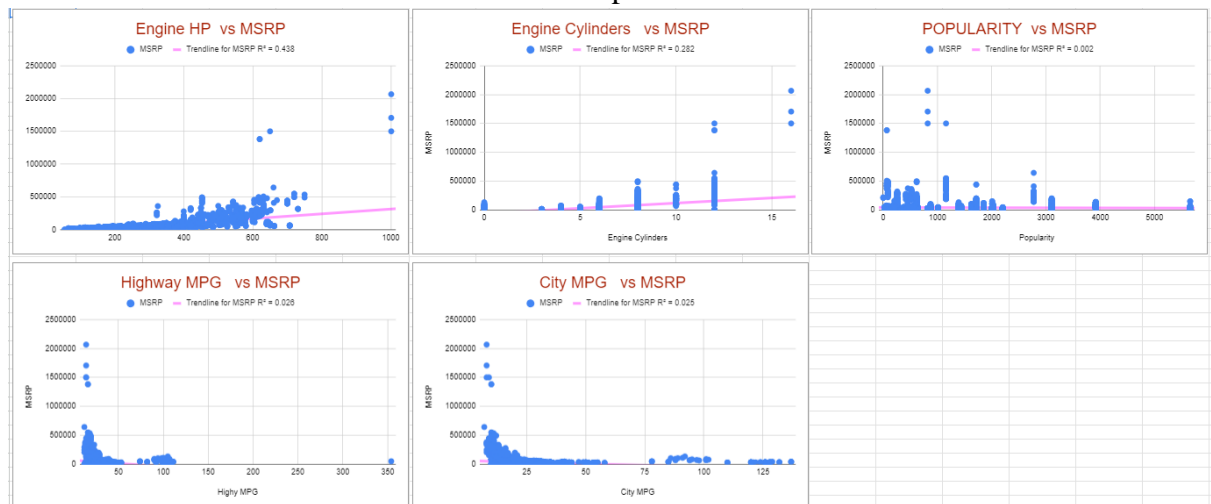 Engine HP vs MSRP
MSRP Trendline for MSRP R² = 0.438
2500000
2000000
1500000
1000000
500000
0
200 400 600 800 1000
Engine Cylinders vs MSRP
MSRP Trendline for MSRP R² = 0.282
MSRP
2500000
2000000
1500000
1000000
500000
0
0 5 10 15
Engine Cylinders
POPULARITY vs MSRP
MSRP Trendline for MSRP R² = 0.002
MSRP
2500000
2000000
1500000
1000000
500000
0
0 1000 2000 3000 4000 5000
Popularity
Highway MPG vs MSRP
MSRP Trendline for MSRP R² = 0.026
MSRP
2500000
2000000
1500000
1000000
500000
0
50 100 150 200 250 300 350
Highy MPG
City MPG vs MSRP
MSRP Trendline for MSRP R² = 0.025
MSRP
2500000
2000000
1500000
1000000
500000
0
25 50 75 100 125
City MPG